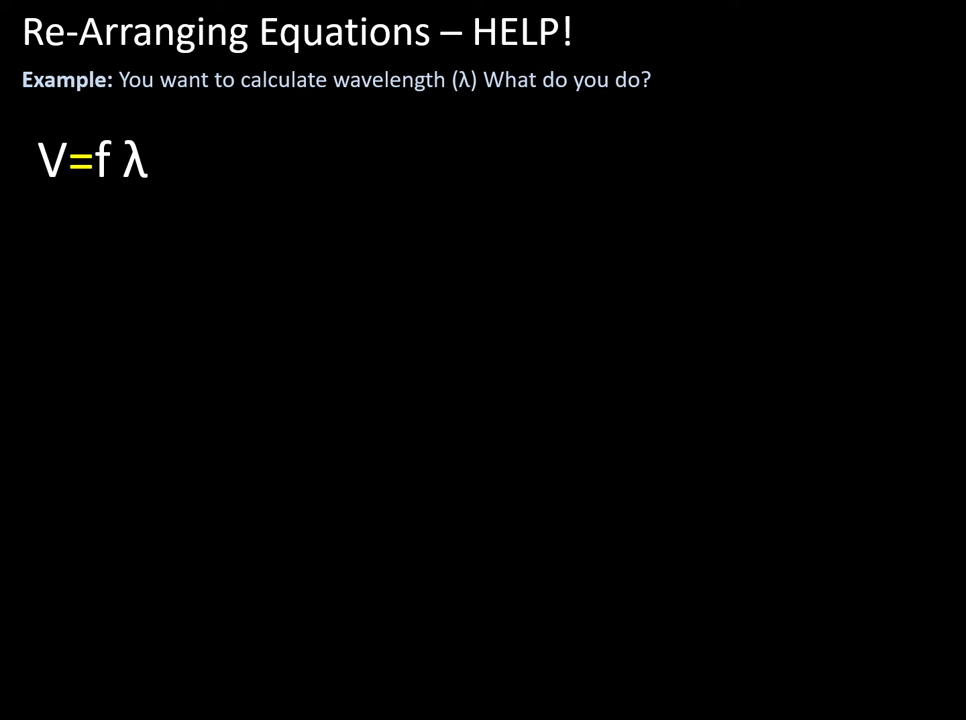 Re-Arranging Equations – HELP!
Example: You want to calculate wavelength (λ) What do you do?
V=f λ